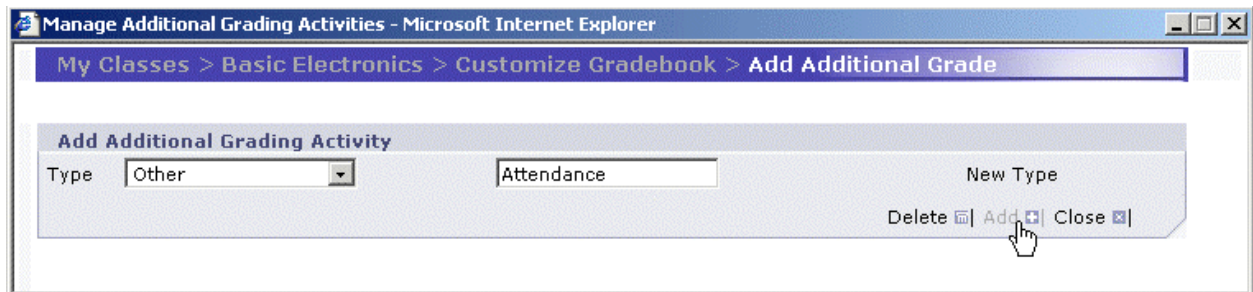 Manage Additional Grading Activities - Microsoft Internet Explorer
My Classes > Basic Electronics > Customize Gradebook > Add Additional Grade
Add Additional Grading Activity
Type Other Attendance New Type
Delete | Add | Close |